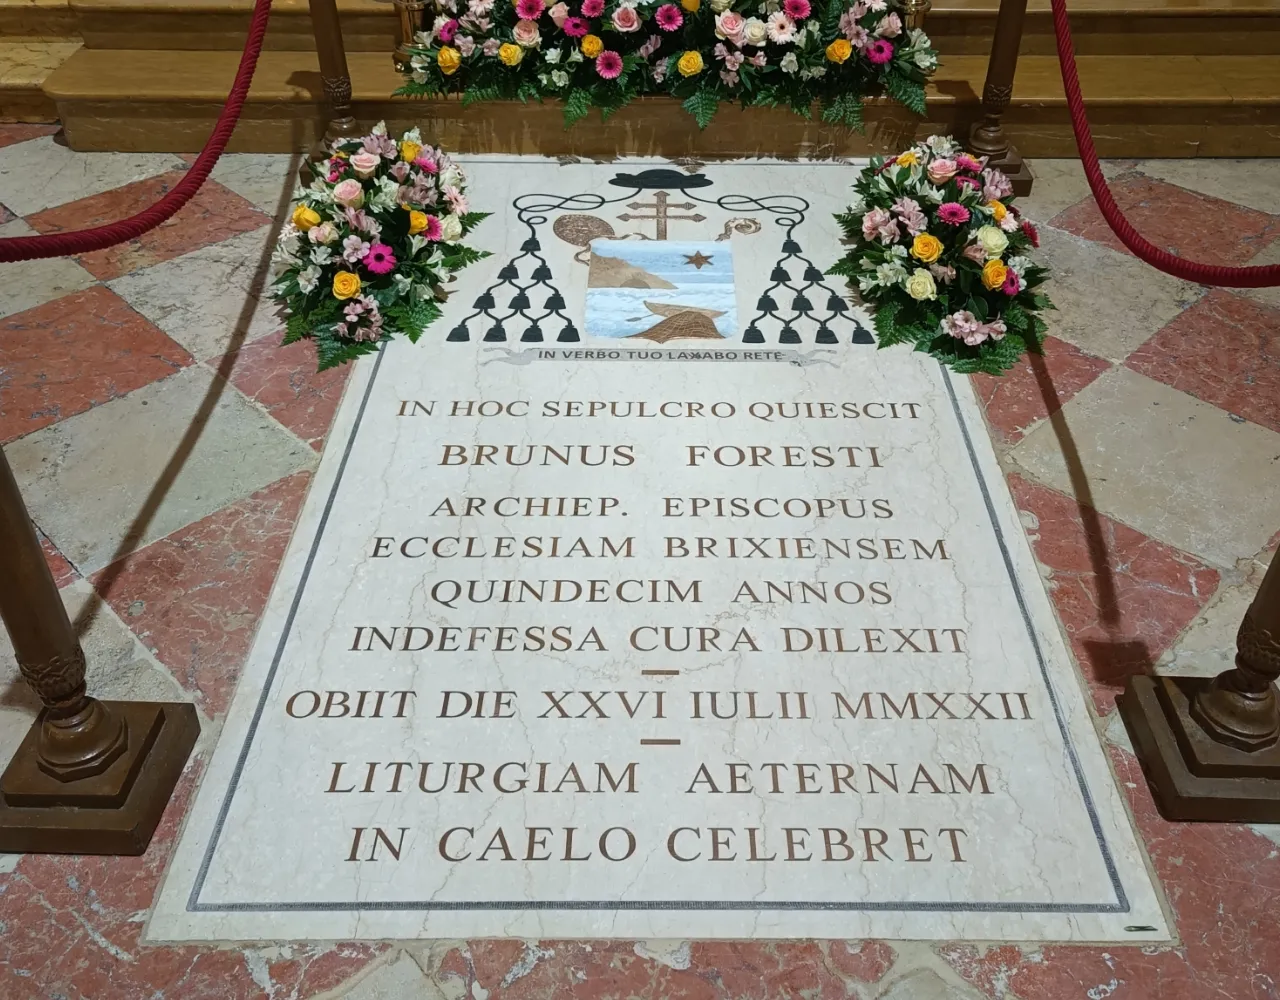 IN VERBO TUO LAXABO RETE
IN HOC SEPULCRO QUIESCIT
BRUNUS FORESTI
ARCHIEP. EPISCOPUS
ECCLESIAM BRIXIENSEM
QUINDECIM ANNOS
INDEFESSA CURA DILEXIT
OBIIT DIE XXVI IULII MMXXII
LITURGIAM AETERNAM
IN CAELO CELEBRET